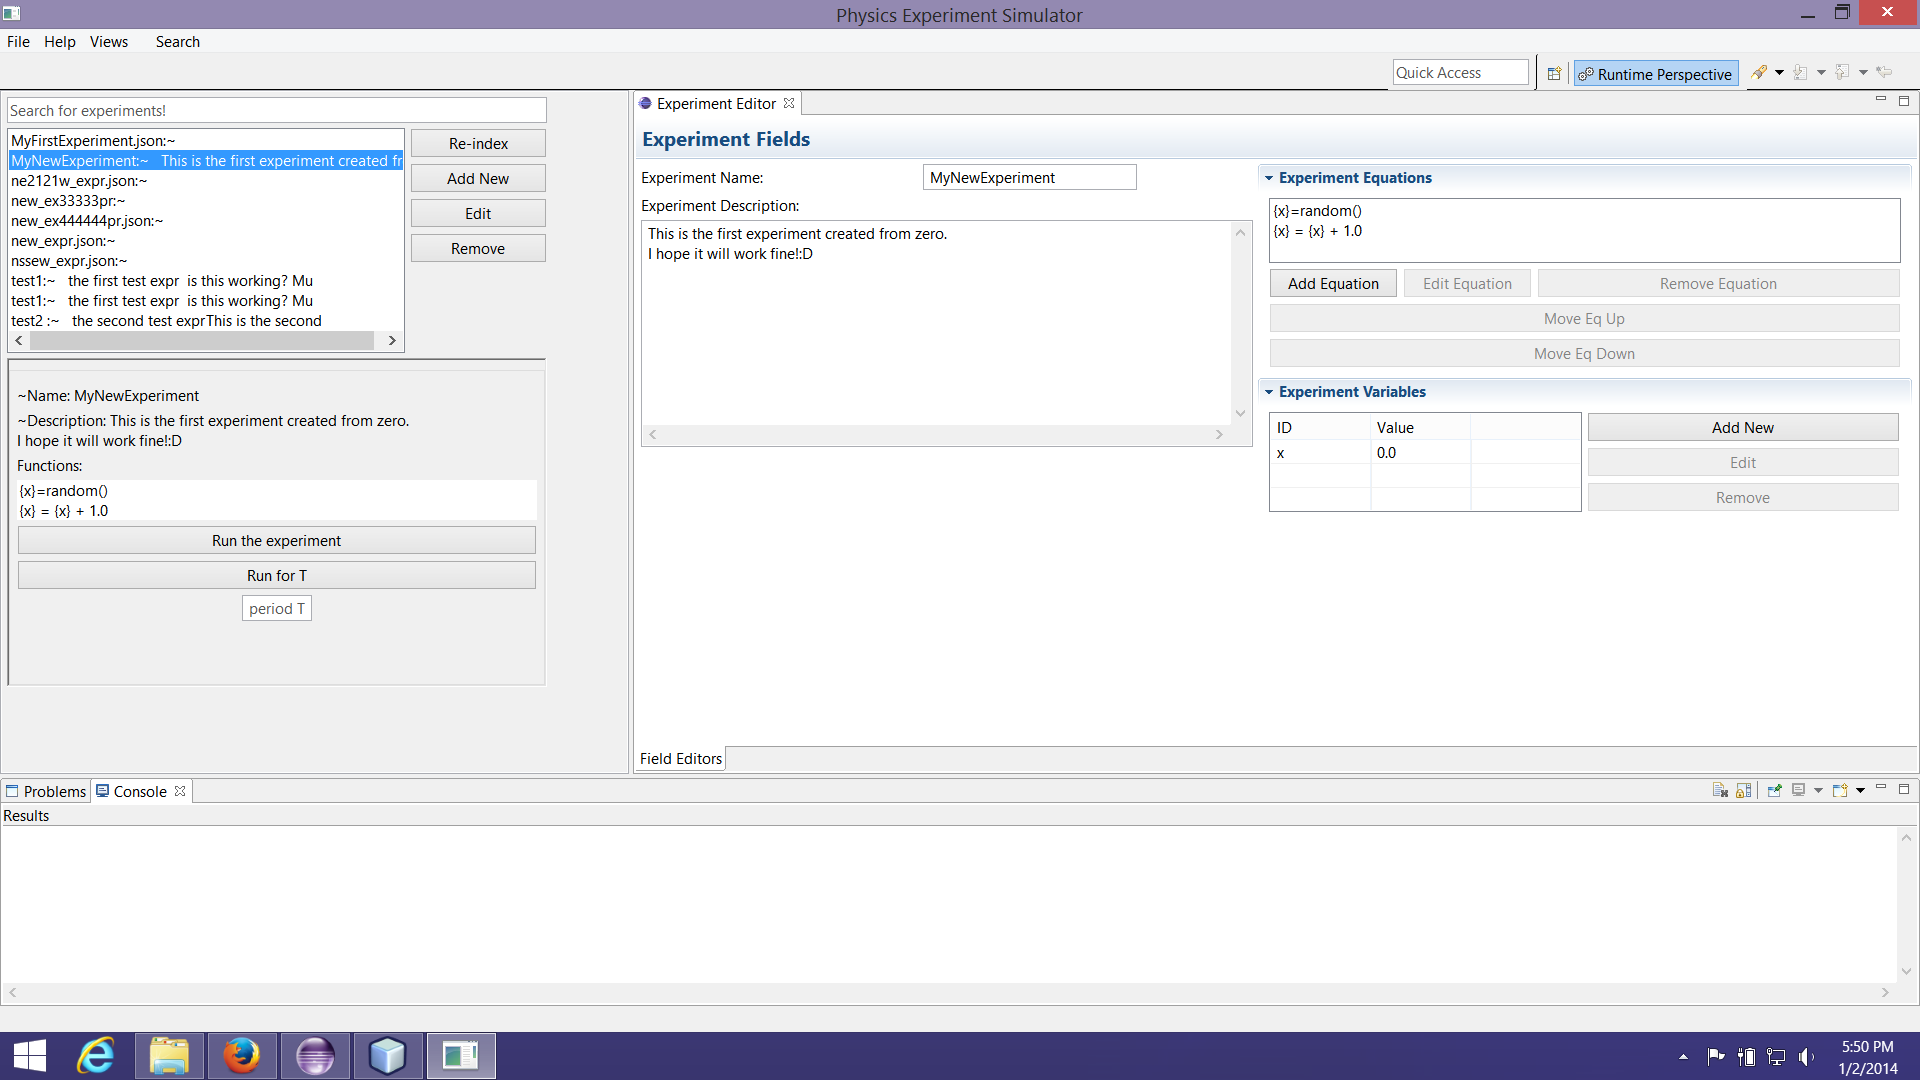 Physics Experiment Simulator
File Help Views Search
Quick Access
Runtime Perspective
Search for experiments!
MyFirstExperiment.json:~
MyNewExperiment:~ This is the first experiment created fr
ne2121w_expr.json:~
new_ex33333pr:~
new_ex444444pr.json:~
new_expr.json:~
nssew_expr.json:~
test1:~ the first test expr is this working? Mu
test1:~ the first test expr is this working? Mu
test2 :~ the second test exprThis is the second
Re-index
Add New
Edit
Remove
~Name: MyNewExperiment
~Description: This is the first experiment created from zero.
I hope it will work fine!:D
Functions:
{x}=random()
{x} = {x} + 1.0
Run the experiment
Run for T
period T
Experiment Editor
Experiment Fields
Experiment Name: MyNewExperiment
Experiment Description:
This is the first experiment created from zero.
I hope it will work fine!:D
Experiment Equations
{x}=random()
{x} = {x} + 1.0
Add Equation Edit Equation Remove Equation
Move Eq Up
Move Eq Down
Experiment Variables
ID Value
x 0.0
Add New
Edit
Remove
Field Editors
Problems Console
Results
5:50 PM
1/2/2014